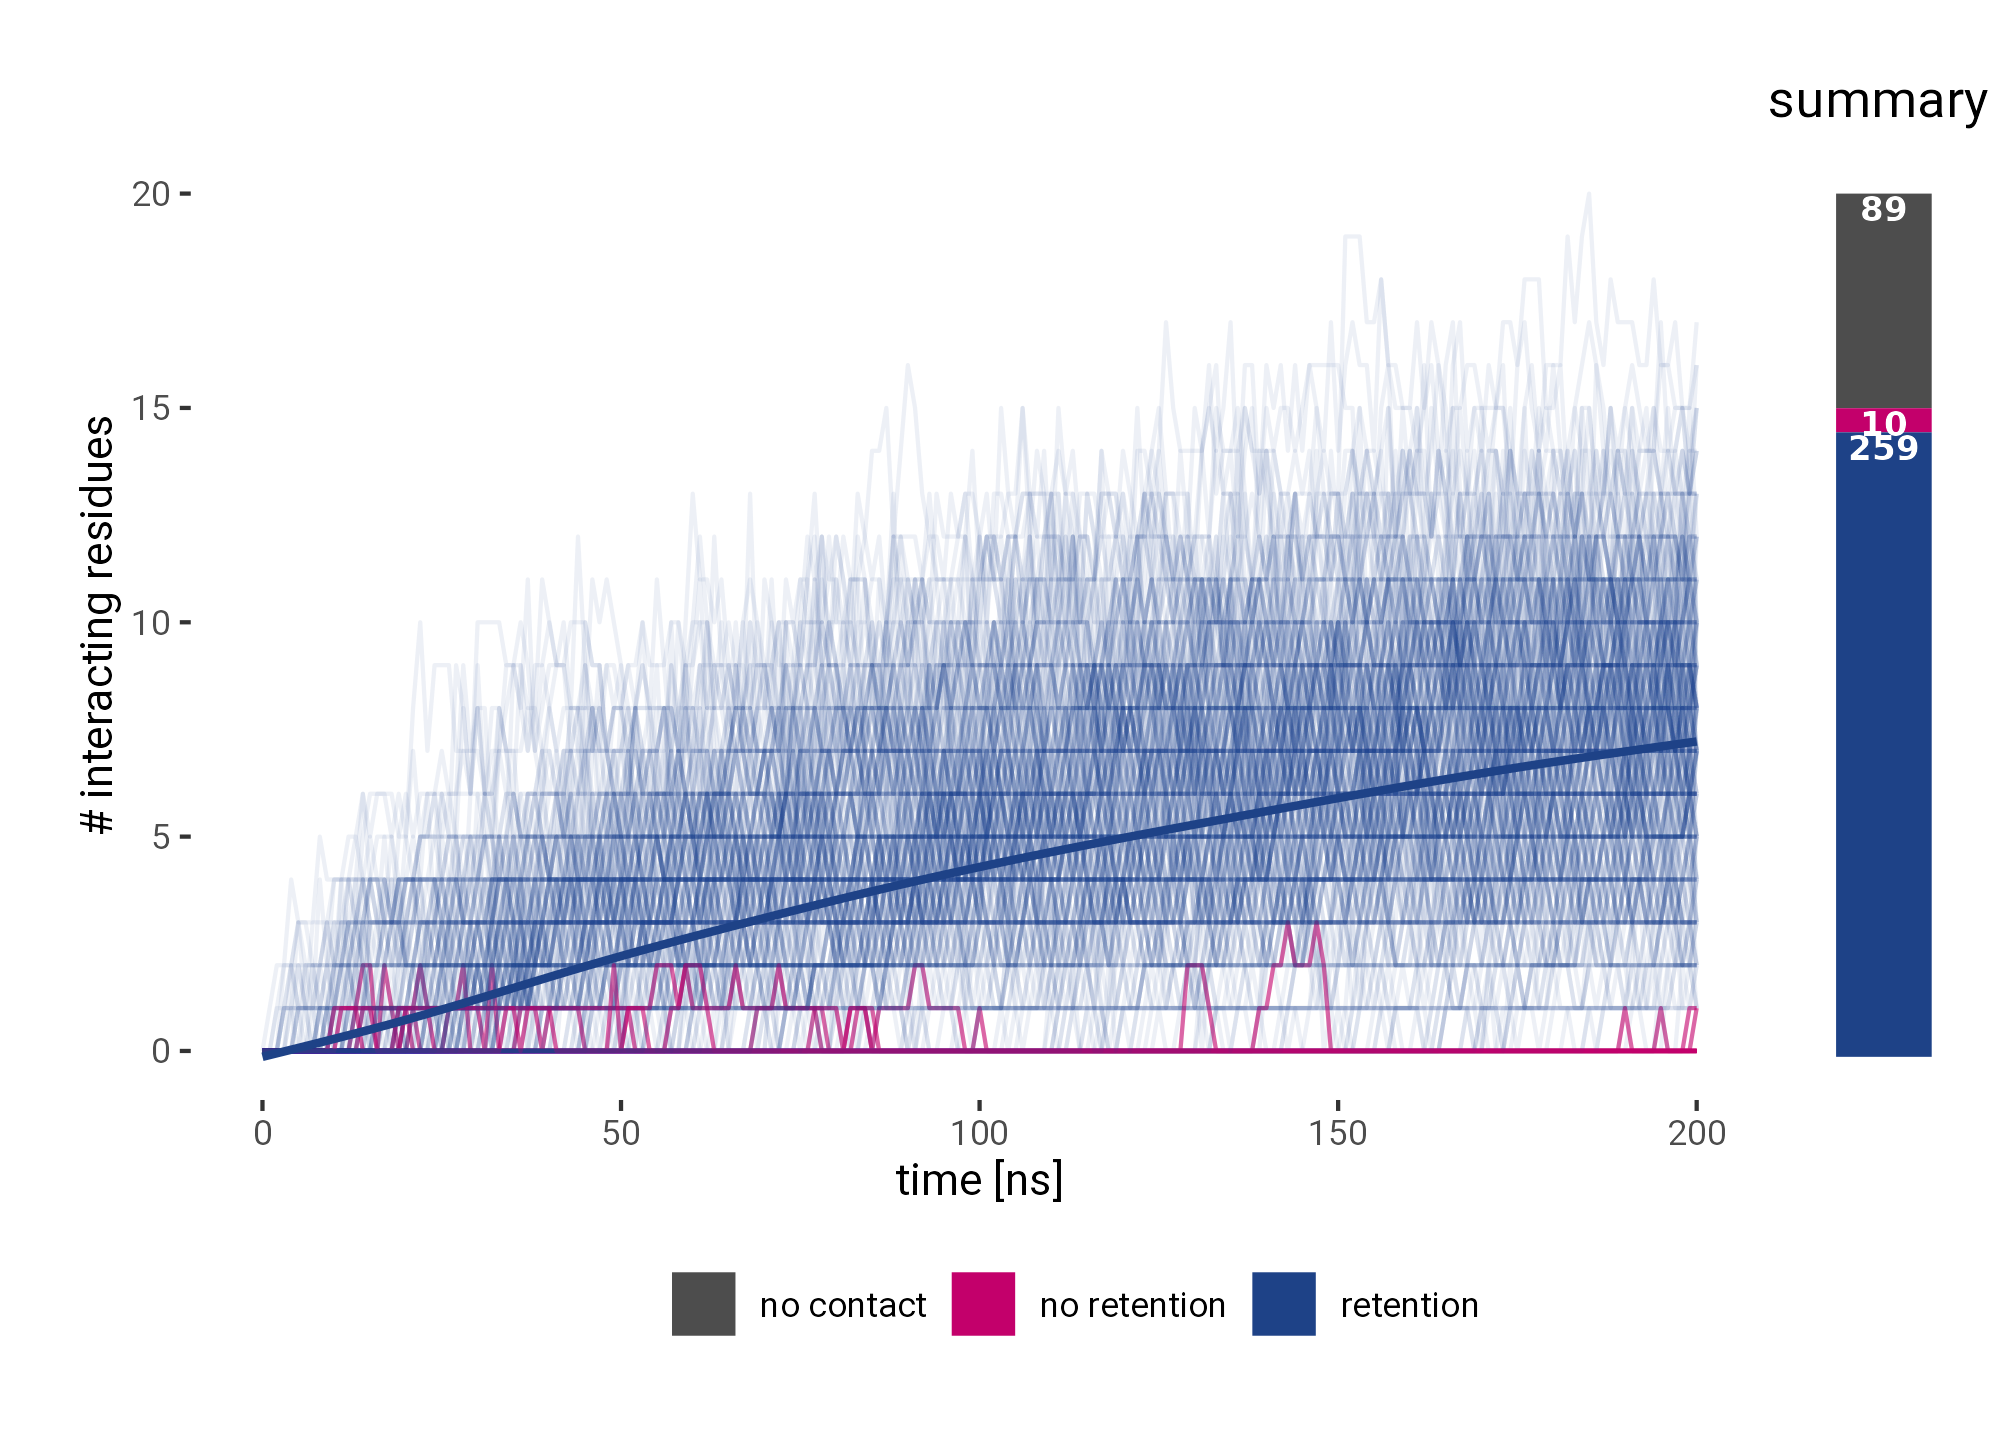 summary
20
15
10
5
0
# interacting residues
89
10
259
0 50 100 150 200
time [ns]
no contact no retention retention